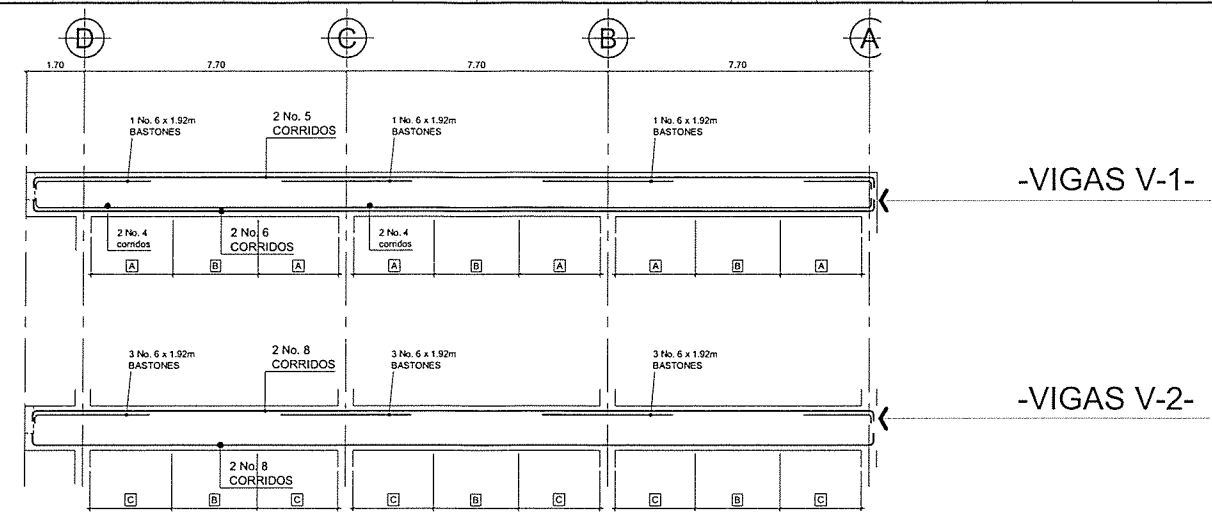 D C B A
1.70 7.70 7.70 7.70
1 No. 6 x 1.92m
BASTONES
2 No. 5
CORRIDOS
1 No. 6 x 1.92m
BASTONES
1 No. 6 x 1.92m
BASTONES
-VIGAS V-1-
2 No. 4
corridos
2 No. 6
CORRIDOS
2 No. 4
corridos
A B A A B A A B A
3 No. 6 x 1.92m
BASTONES
2 No. 8
CORRIDOS
3 No. 6 x 1.92m
BASTONES
3 No. 6 x 1.92m
BASTONES
-VIGAS V-2-
2 No. 8
CORRIDOS
C B C C B C C B C